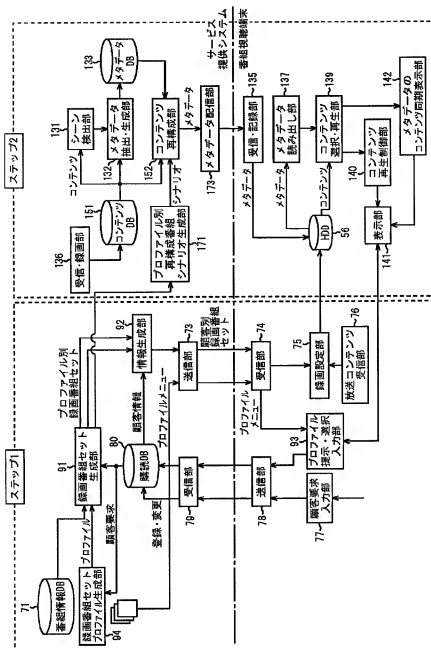 ステップ1
71
番組情報DB
録画番組セット
プロファイル生成部
94
プロファイル
顧客要求
91
録画番組セット
生成部
プロファイル別
録画番組セット
80
購読DB
登録・変更
顧客情報
プロファイルメニュー
92
情報生成部
79
受信部
73
送信部
顧客別録画番組
セット
78
送信部
77
顧客要求
入力部
93
プロファイル
提示・選択
入力部
プロファイル
メニュー
74
受信部
75
録画設定部
76
放送コンテンツ
受信部
ステップ2
136
受信・録画部
151
コンテンツ
DB
コンテンツ
131
シーン
検出部
132
メタデータ
抽出・生成部
133
メタデータ
DB
152
コンテンツ
再構成部
171
プロファイル別
再構成番組
シナリオ生成部
シナリオ
メタデータ
173
メタデータ配信部
サービス
提供システム
番組視聴端末
135
受信・記録部
メタデータ
56
HDD
137
メタデータ
読み出し部
メタデータ
コンテンツ
139
コンテンツ
選択・再生部
140
コンテンツ
再生制御部
141
表示部
142
メタデータの
コンテンツ同期表示部